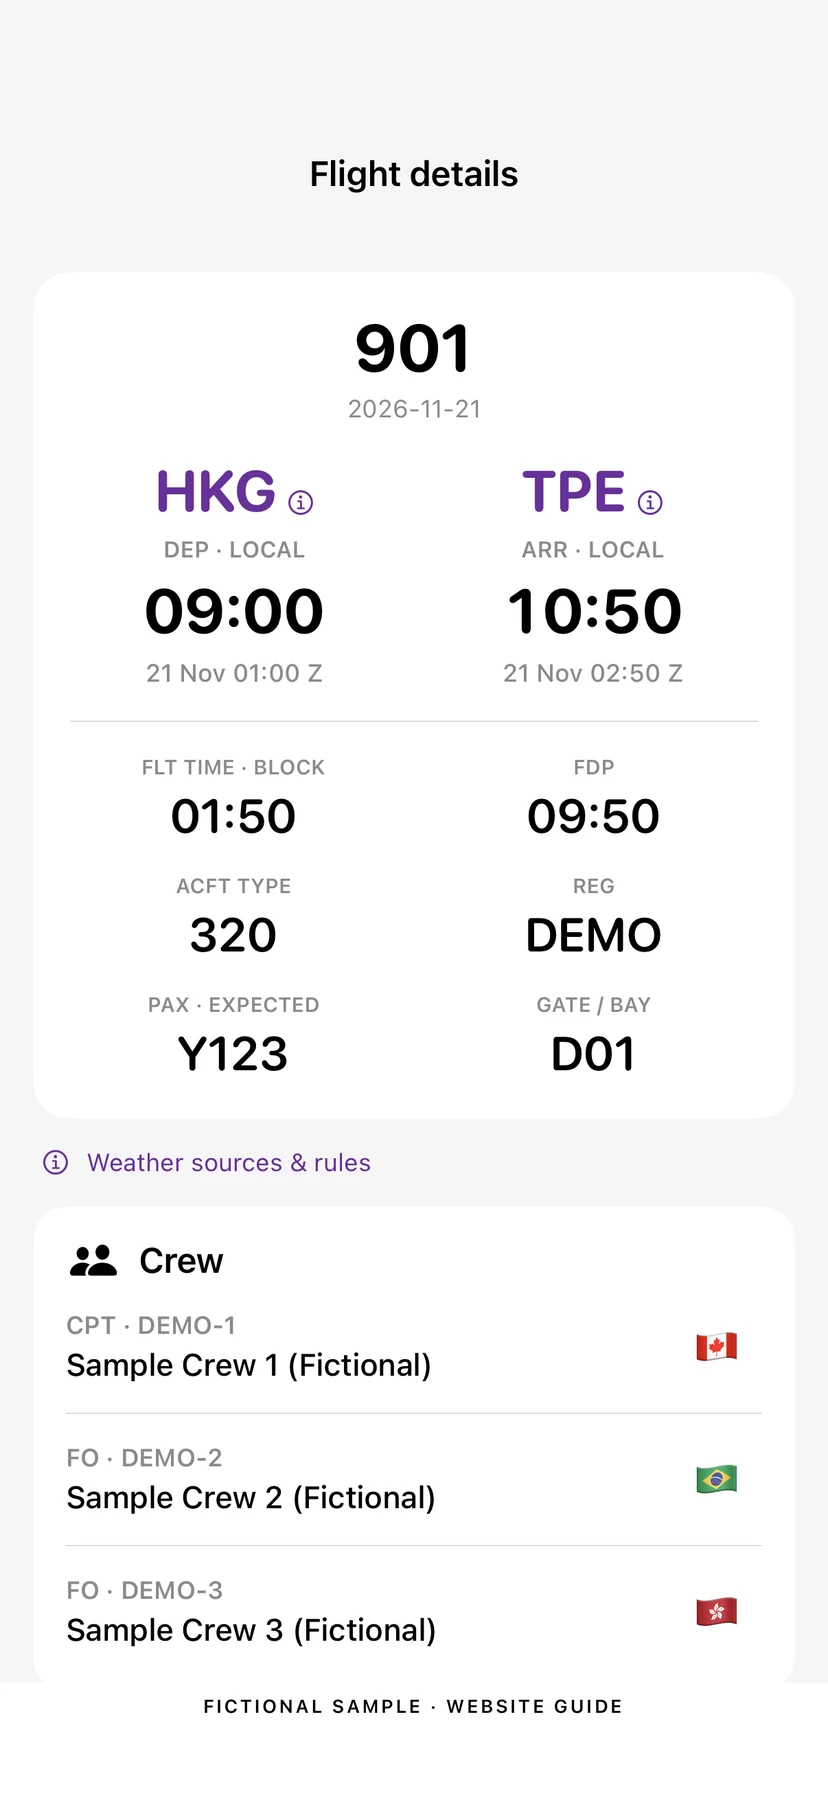 Flight details
901
2026-11-21
HKG TPE
DEP · LOCAL ARR · LOCAL
09:00 10:50
21 Nov 01:00 Z 21 Nov 02:50 Z
FLT TIME · BLOCK FDP
01:50 09:50
ACFT TYPE REG
320 DEMO
PAX · EXPECTED GATE / BAY
Y123 D01
Weather sources & rules
Crew
CPT · DEMO-1
Sample Crew 1 (Fictional)
FO · DEMO-2
Sample Crew 2 (Fictional)
FO · DEMO-3
Sample Crew 3 (Fictional)
FICTIONAL SAMPLE · WEBSITE GUIDE